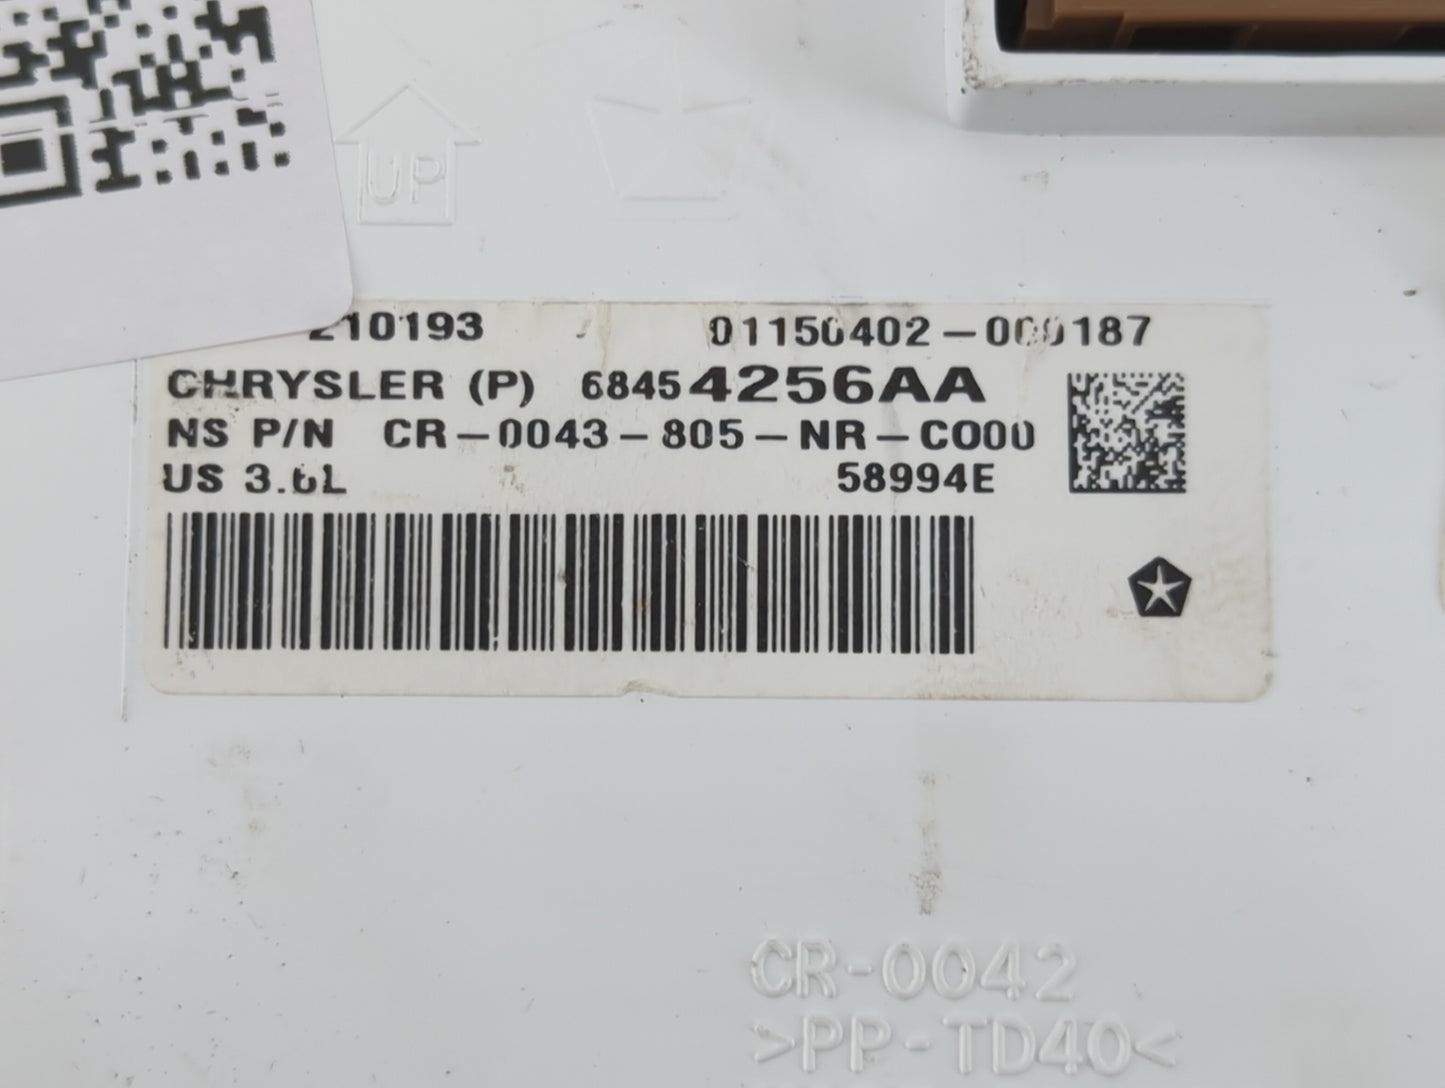 UP
210193 01150402-000187
CHRYSLER (P) 68454256AA
NS P/N CR-0043-805-NR-C000
US 3.6L 58994E
CR-0042
>PP-TD40<